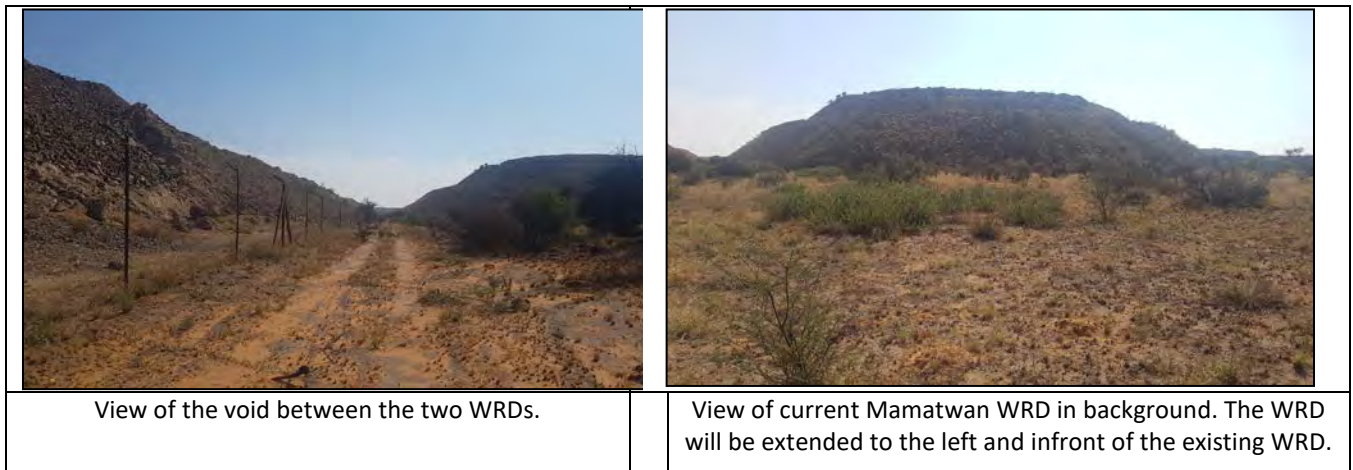 View of the void between the two WRDs.
View of current Mamatwan WRD in background. The WRD
will be extended to the left and infront of the existing WRD.